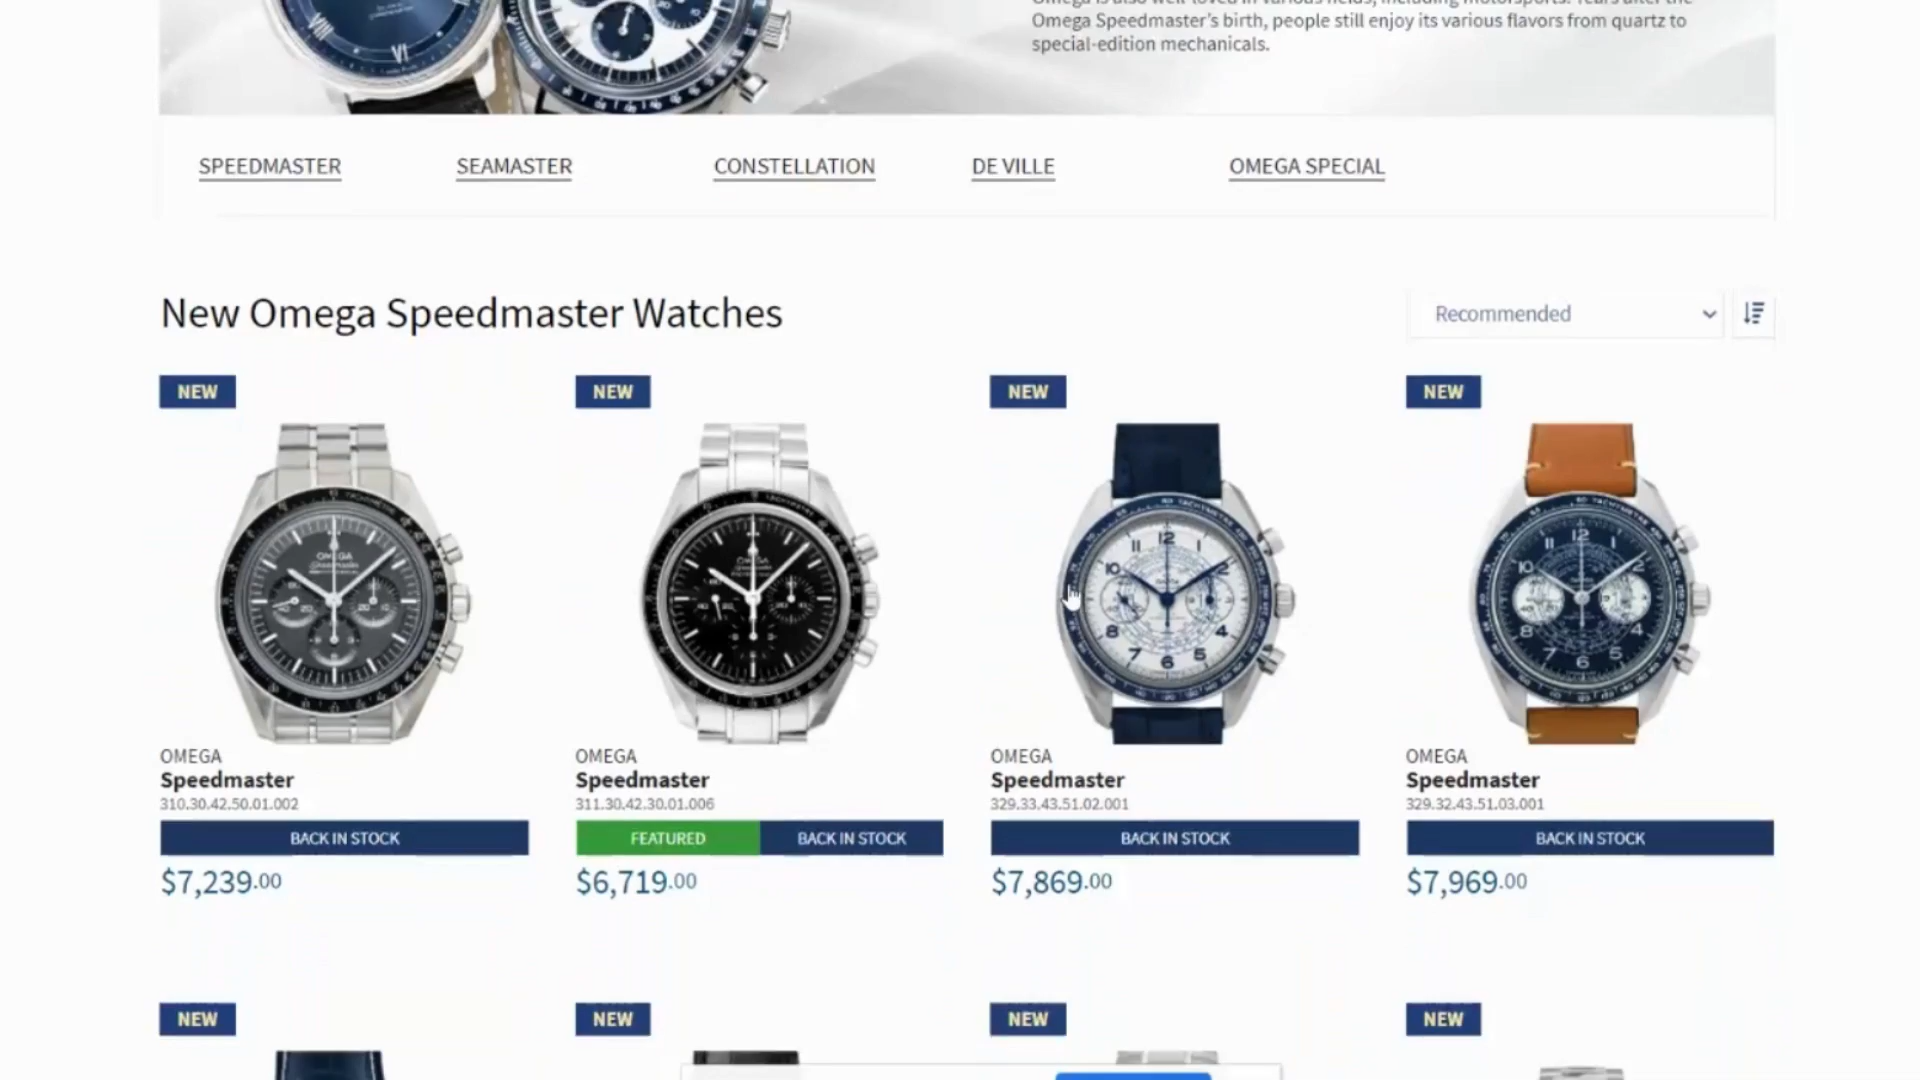 Omega Speedmaster's birth, people still enjoy its various flavors from quartz to
special-edition mechanicals.
SPEEDMASTER SEAMASTER CONSTELLATION DE VILLE OMEGA SPECIAL
New Omega Speedmaster Watches
Recommended
NEW NEW NEW NEW
OMEGA
Speedmaster
310.30.42.50.01.002
BACK IN STOCK
$7,239.00
OMEGA
Speedmaster
311.30.42.30.01.006
FEATURED BACK IN STOCK
$6,719.00
OMEGA
Speedmaster
329.33.43.51.02.001
BACK IN STOCK
$7,869.00
OMEGA
Speedmaster
329.32.43.51.03.001
BACK IN STOCK
$7,969.00
NEW NEW NEW NEW